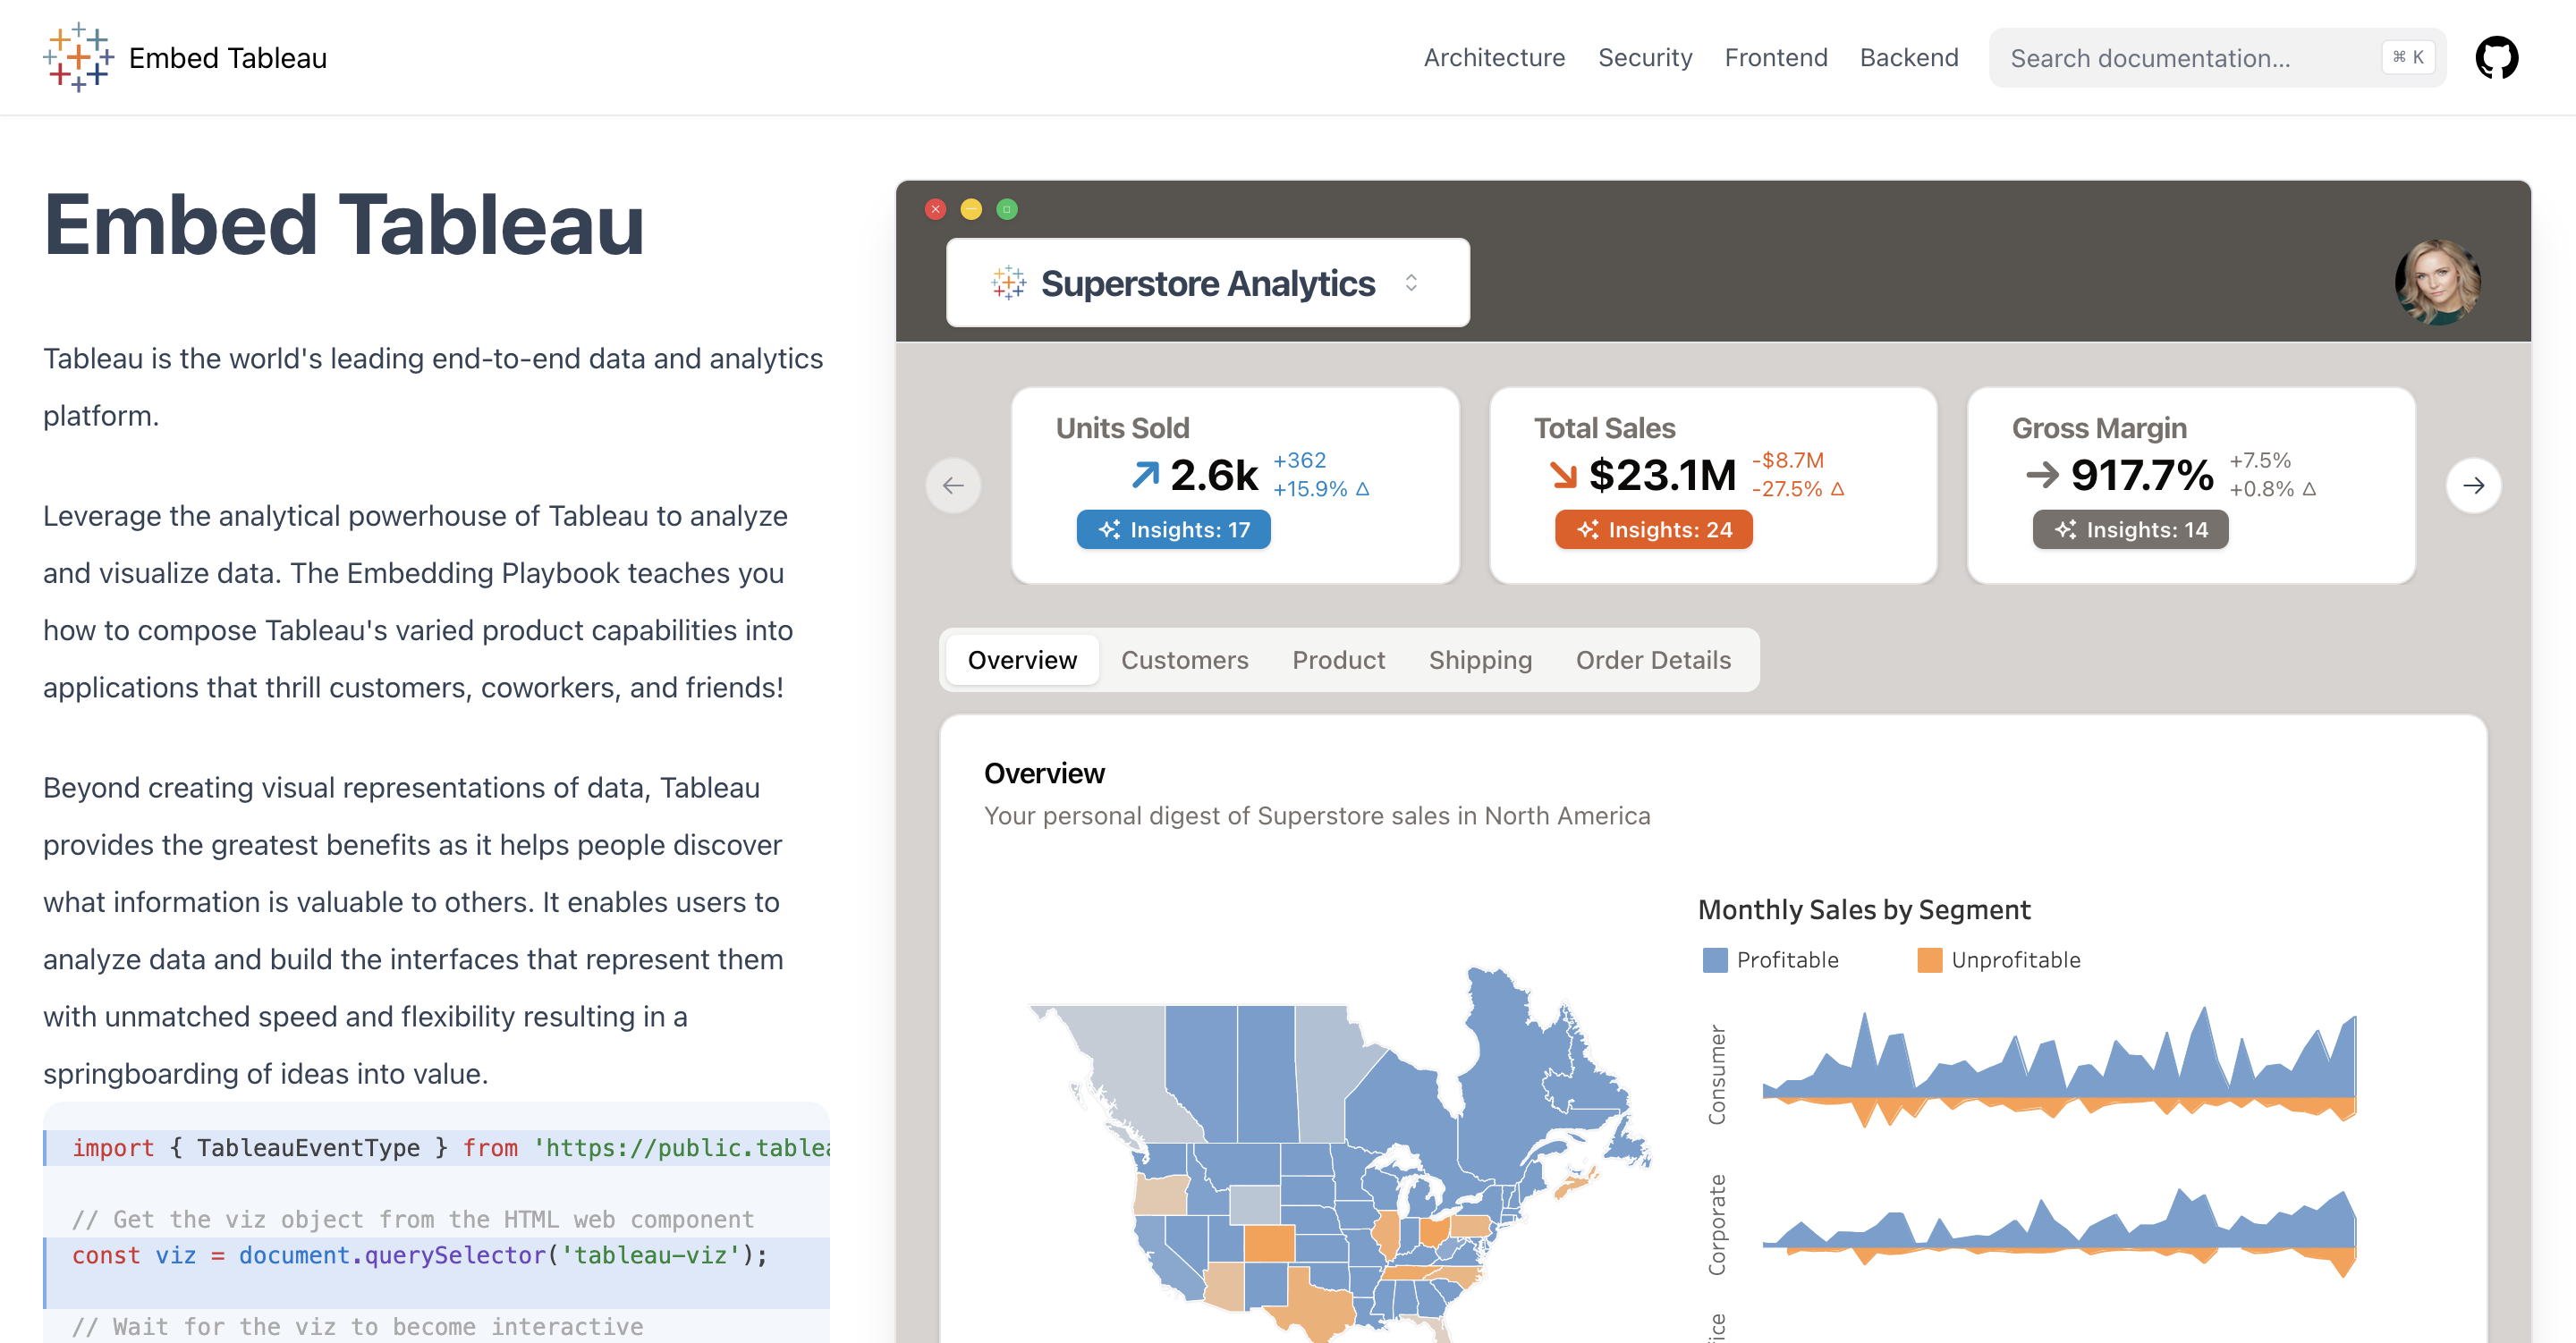 Embed Tableau
Architecture
Security
Frontend
Backend
Search documentation...
⌘ K
Embed Tableau
Tableau is the world's leading end-to-end data and analytics
platform.
Leverage the analytical powerhouse of Tableau to analyze
and visualize data. The Embedding Playbook teaches you
how to compose Tableau's varied product capabilities into
applications that thrill customers, coworkers, and friends!
Beyond creating visual representations of data, Tableau
provides the greatest benefits as it helps people discover
what information is valuable to others. It enables users to
analyze data and build the interfaces that represent them
with unmatched speed and flexibility resulting in a
springboarding of ideas into value.
import { TableauEventType } from 'https://public.tablea
// Get the viz object from the HTML web component
const viz = document.querySelector('tableau-viz');
// Wait for the viz to become interactive
Superstore Analytics
Units Sold
2.6k
+362
+15.9% Δ
Insights: 17
Total Sales
$23.1M
-$8.7M
-27.5% Δ
Insights: 24
Gross Margin
917.7%
+7.5%
+0.8% Δ
Insights: 14
Overview
Customers
Product
Shipping
Order Details
Overview
Your personal digest of Superstore sales in North America
Monthly Sales by Segment
Profitable
Unprofitable
Consumer
Corporate